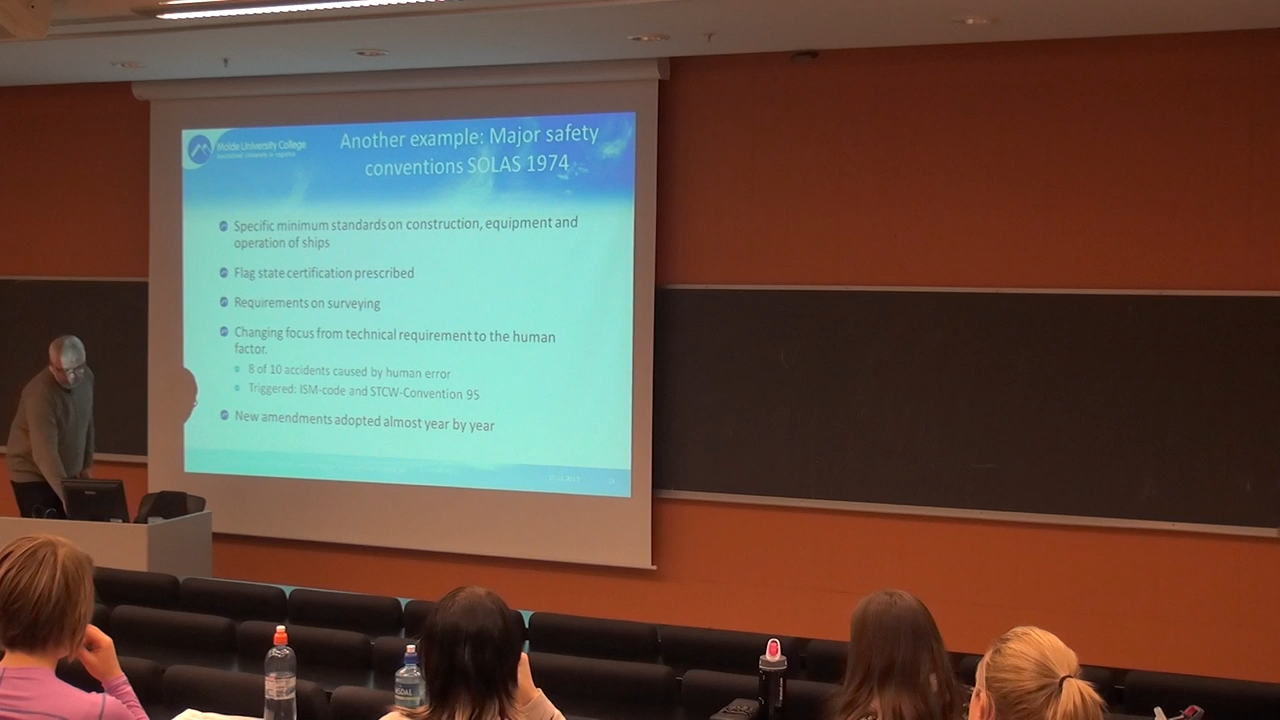 Molde University College
Another example: Major safety
conventions SOLAS 1974
Specific minimum standards on construction, equipment and
operation of ships
Flag state certification prescribed
Requirements on surveying
Changing focus from technical requirement to the human
factor.
8 of 10 accidents caused by human error
Triggered: ISM-code and STCW-Convention 95
New amendments adopted almost year by year